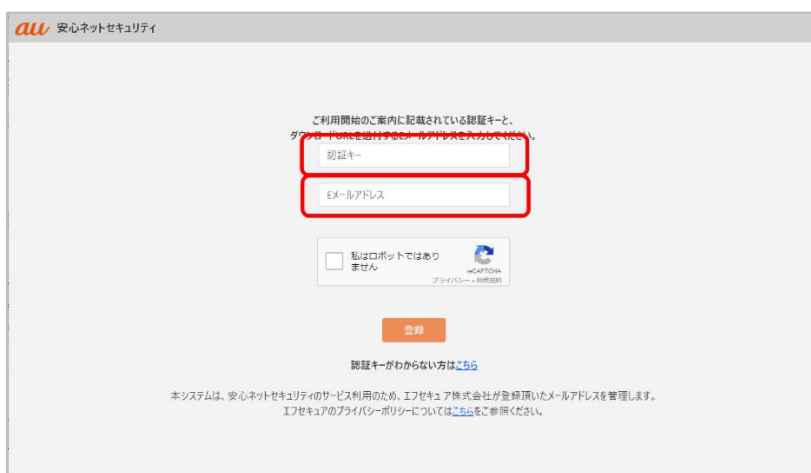 au 安心ネットセキュリティ
ご利用開始のご案内に記載されている認証キーと、
ダウンロードURLを送付するEメールアドレスを入力してください。
認証キー
Eメールアドレス
私はロボットではあり
ません
reCAPTCHA
プライバシー - 利用規約
登録
認証キーがわからない方はこちら
本システムは、安心ネットセキュリティのサービス利用のため、エフセキュア株式会社が登録頂いたメールアドレスを管理します。
エフセキュアのプライバシーポリシーについてはこちらをご参照ください。